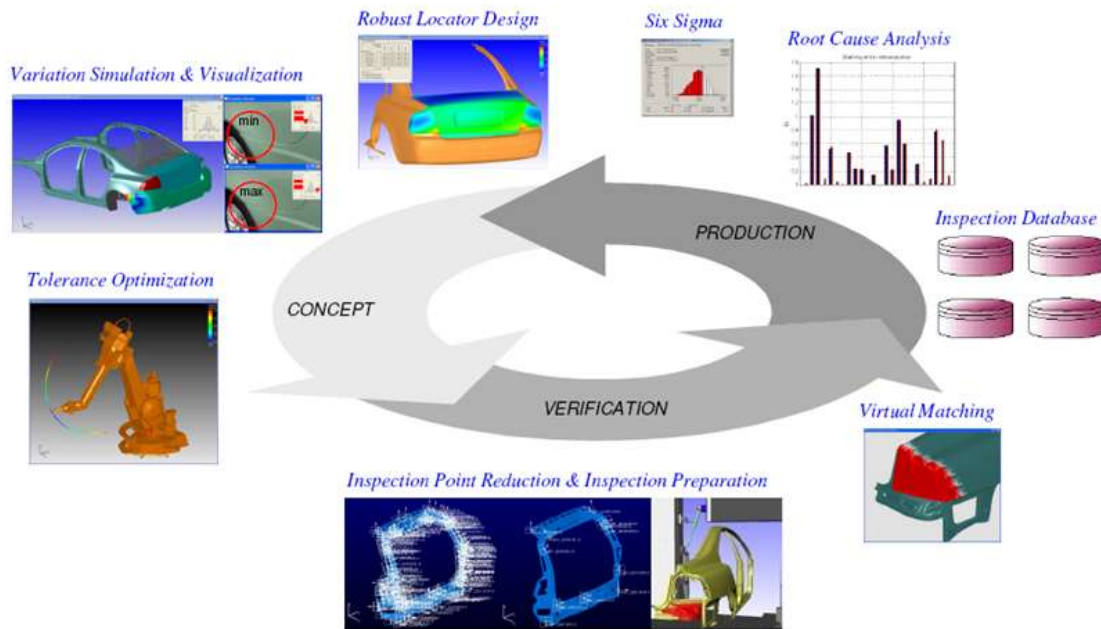 Robust Locator Design
Six Sigma
Root Cause Analysis
Variation Simulation & Visualization
min
max
PRODUCTION
Inspection Database
Tolerance Optimization
CONCEPT
VERIFICATION
Virtual Matching
Inspection Point Reduction & Inspection Preparation